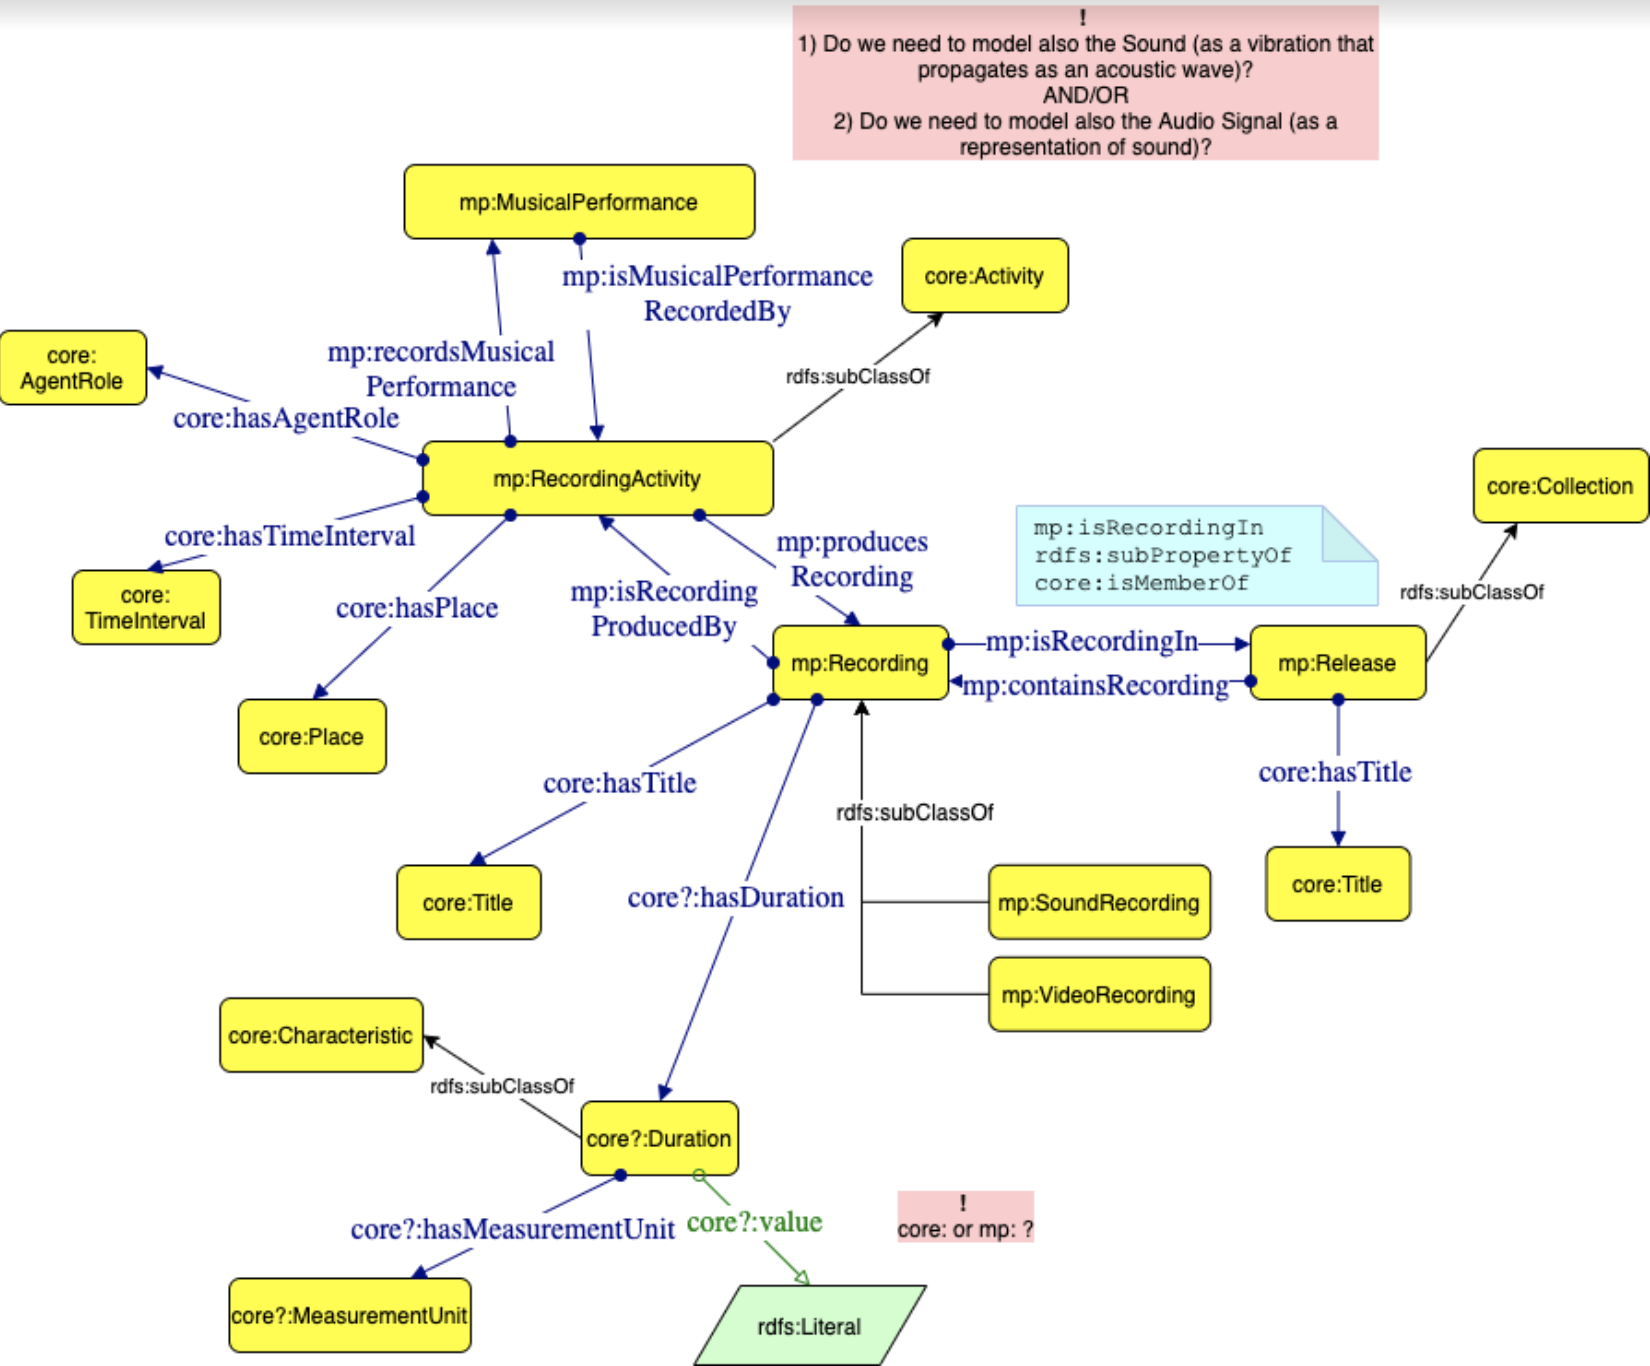 !
1) Do we need to model also the Sound (as a vibration that
propagates as an acoustic wave)?
AND/OR
2) Do we need to model also the Audio Signal (as a
representation of sound)?
mp:MusicalPerformance
mp:isMusicalPerformance
RecordedBy
core:Activity
mp:recordsMusical
Performance
rdfs:subClassOf
core:
AgentRole
core:hasAgentRole
mp:RecordingActivity
core:Collection
core:hasTimeInterval
mp:produces
Recording
mp:isRecordingIn
rdfs:subPropertyOf
core:isMemberOf
rdfs:subClassOf
core:
TimeInterval
core:hasPlace
mp:isRecording
ProducedBy
mp:Recording
mp:isRecordingIn
mp:containsRecording
mp:Release
core:Place
core:hasTitle
rdfs:subClassOf
core:hasTitle
core:Title
core?:hasDuration
mp:SoundRecording
core:Title
mp:VideoRecording
core:Characteristic
rdfs:subClassOf
core?:Duration
core?:hasMeasurementUnit
core?:value
!
core: or mp: ?
core?:MeasurementUnit
rdfs:Literal